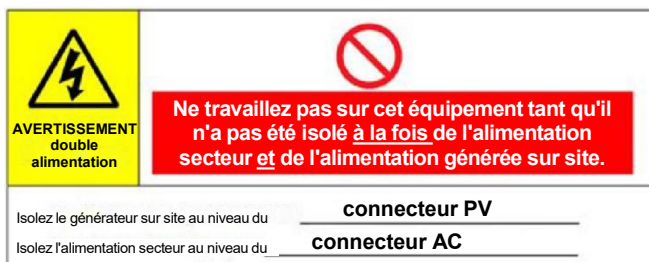 AVERTISSEMENT
double
alimentation
Ne travaillez pas sur cet équipement tant qu'il
n'a pas été isolé à la fois de l'alimentation
secteur et de l'alimentation générée sur site.
Isolez le générateur sur site au niveau du connecteur PV
Isolez l'alimentation secteur au niveau du connecteur AC